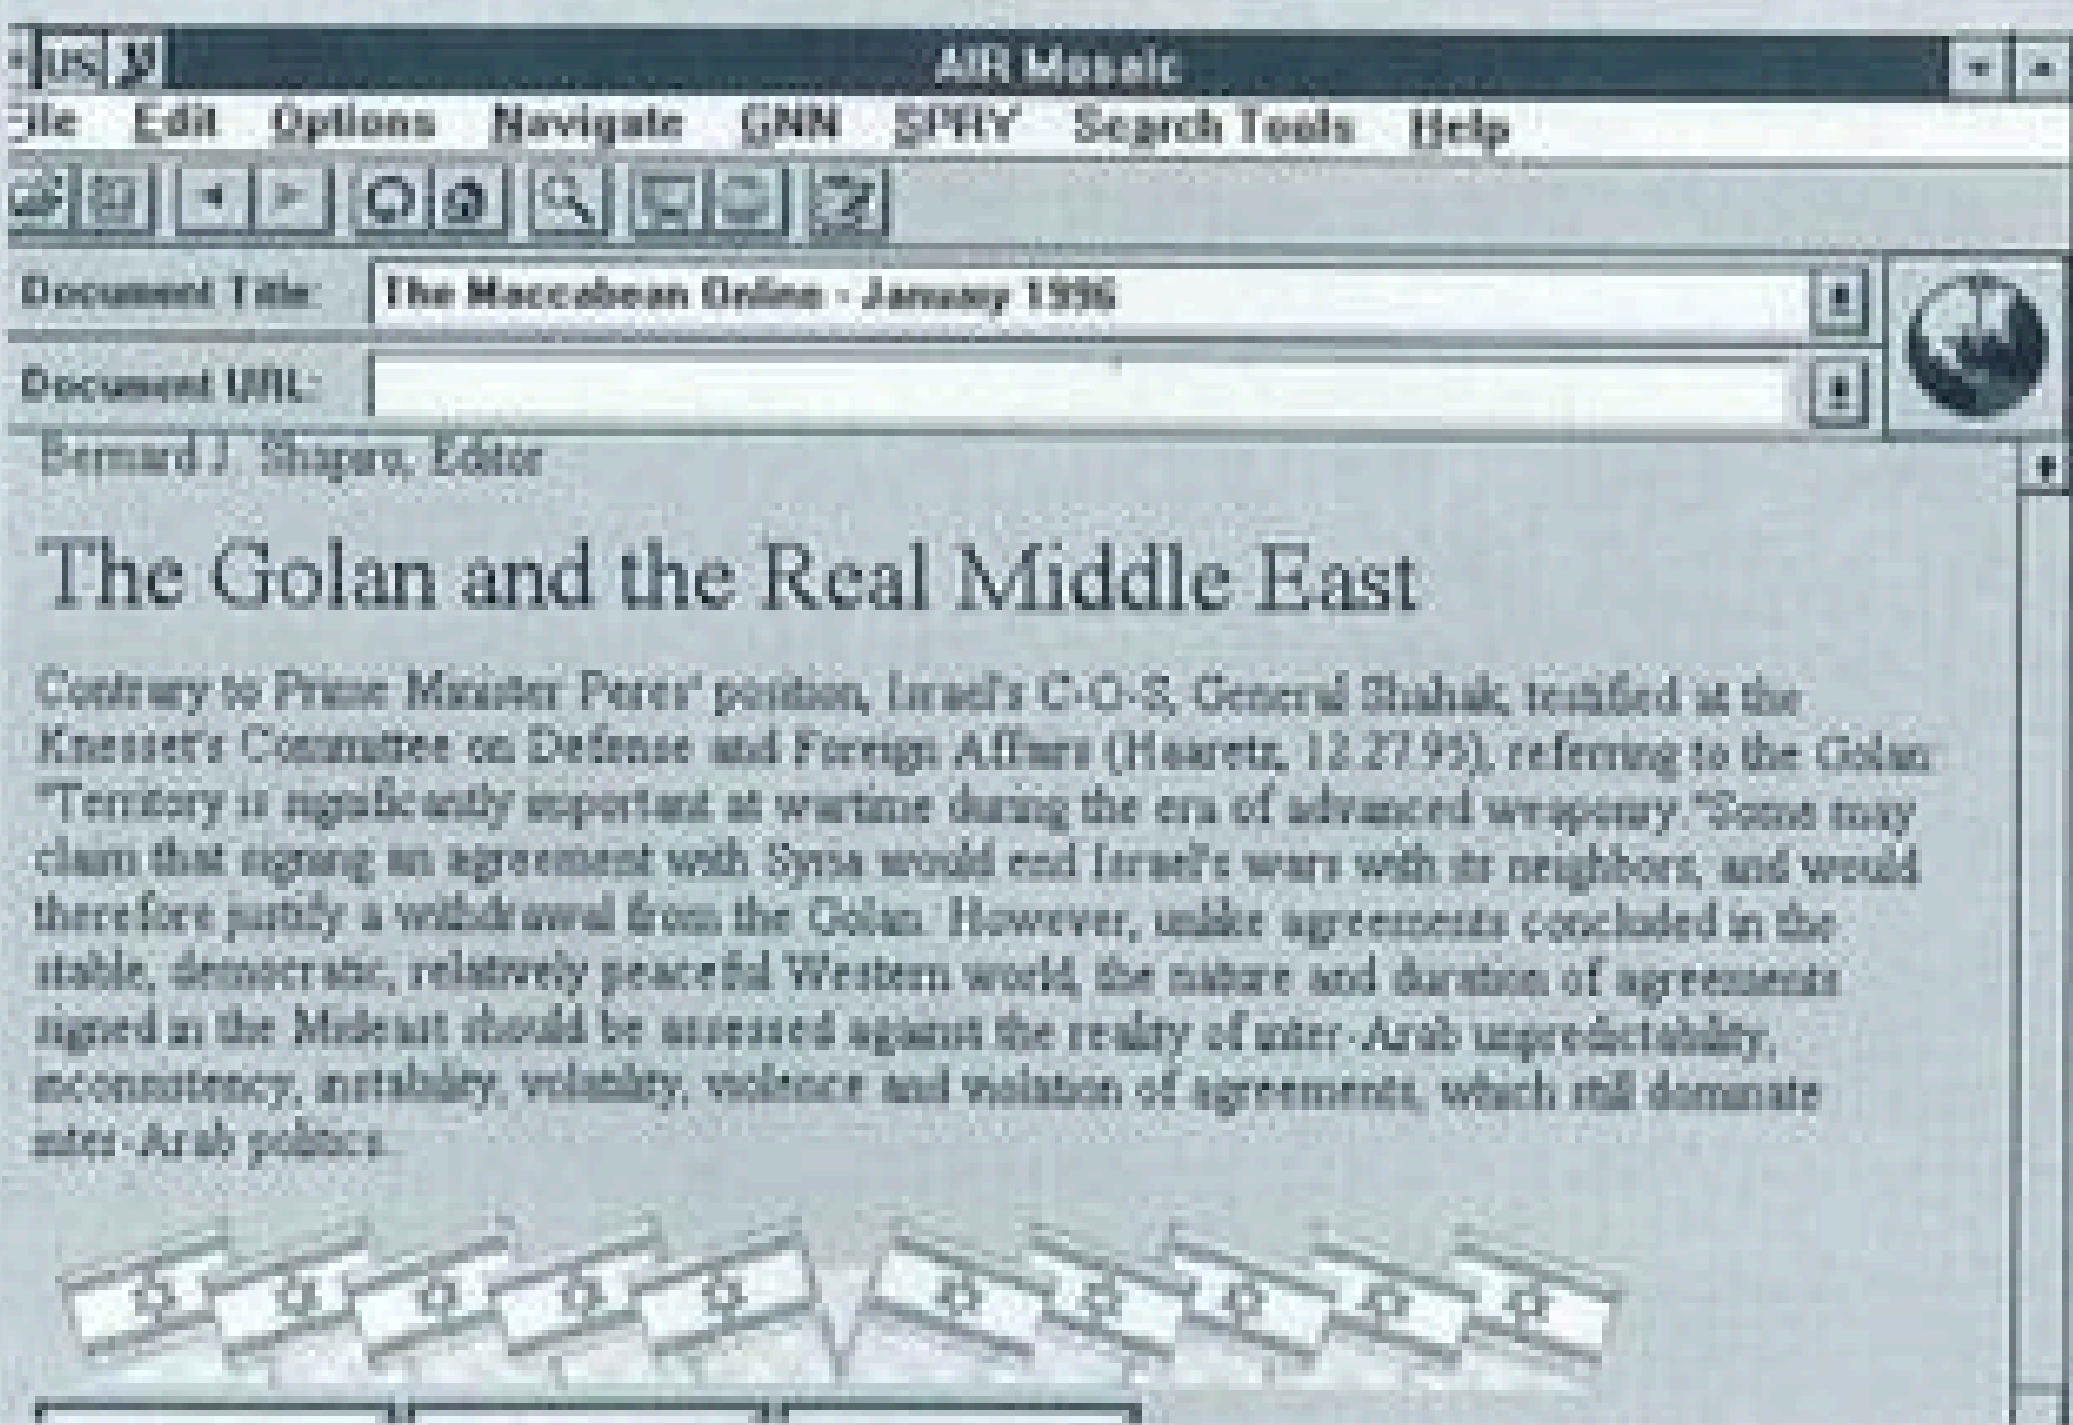 US
AIR Mosaic
File Edit Options Navigate GNN SPRY Search Tools Help
Document Title: The Maccabean Online - January 1996
Document URL:
Bernard J. Shapiro, Editor
The Golan and the Real Middle East
Contrary to Prime Minister Peres' position, Israel's C-O-S, General Shahak, testified at the
Knesset's Committee on Defense and Foreign Affairs (Haaretz, 12.27.95), referring to the Golan:
"Territory is significantly important at wartime during the era of advanced weaponry." Some may
claim that signing an agreement with Syria would end Israel's wars with its neighbors, and would
therefore justify a withdrawal from the Golan. However, unlike agreements concluded in the
stable, democratic, relatively peaceful Western world, the nature and duration of agreements
signed in the Mideast should be assessed against the reality of inter-Arab unpredictability,
inconsistency, instability, volatility, violence and violation of agreements, which still dominate
inter-Arab politics.